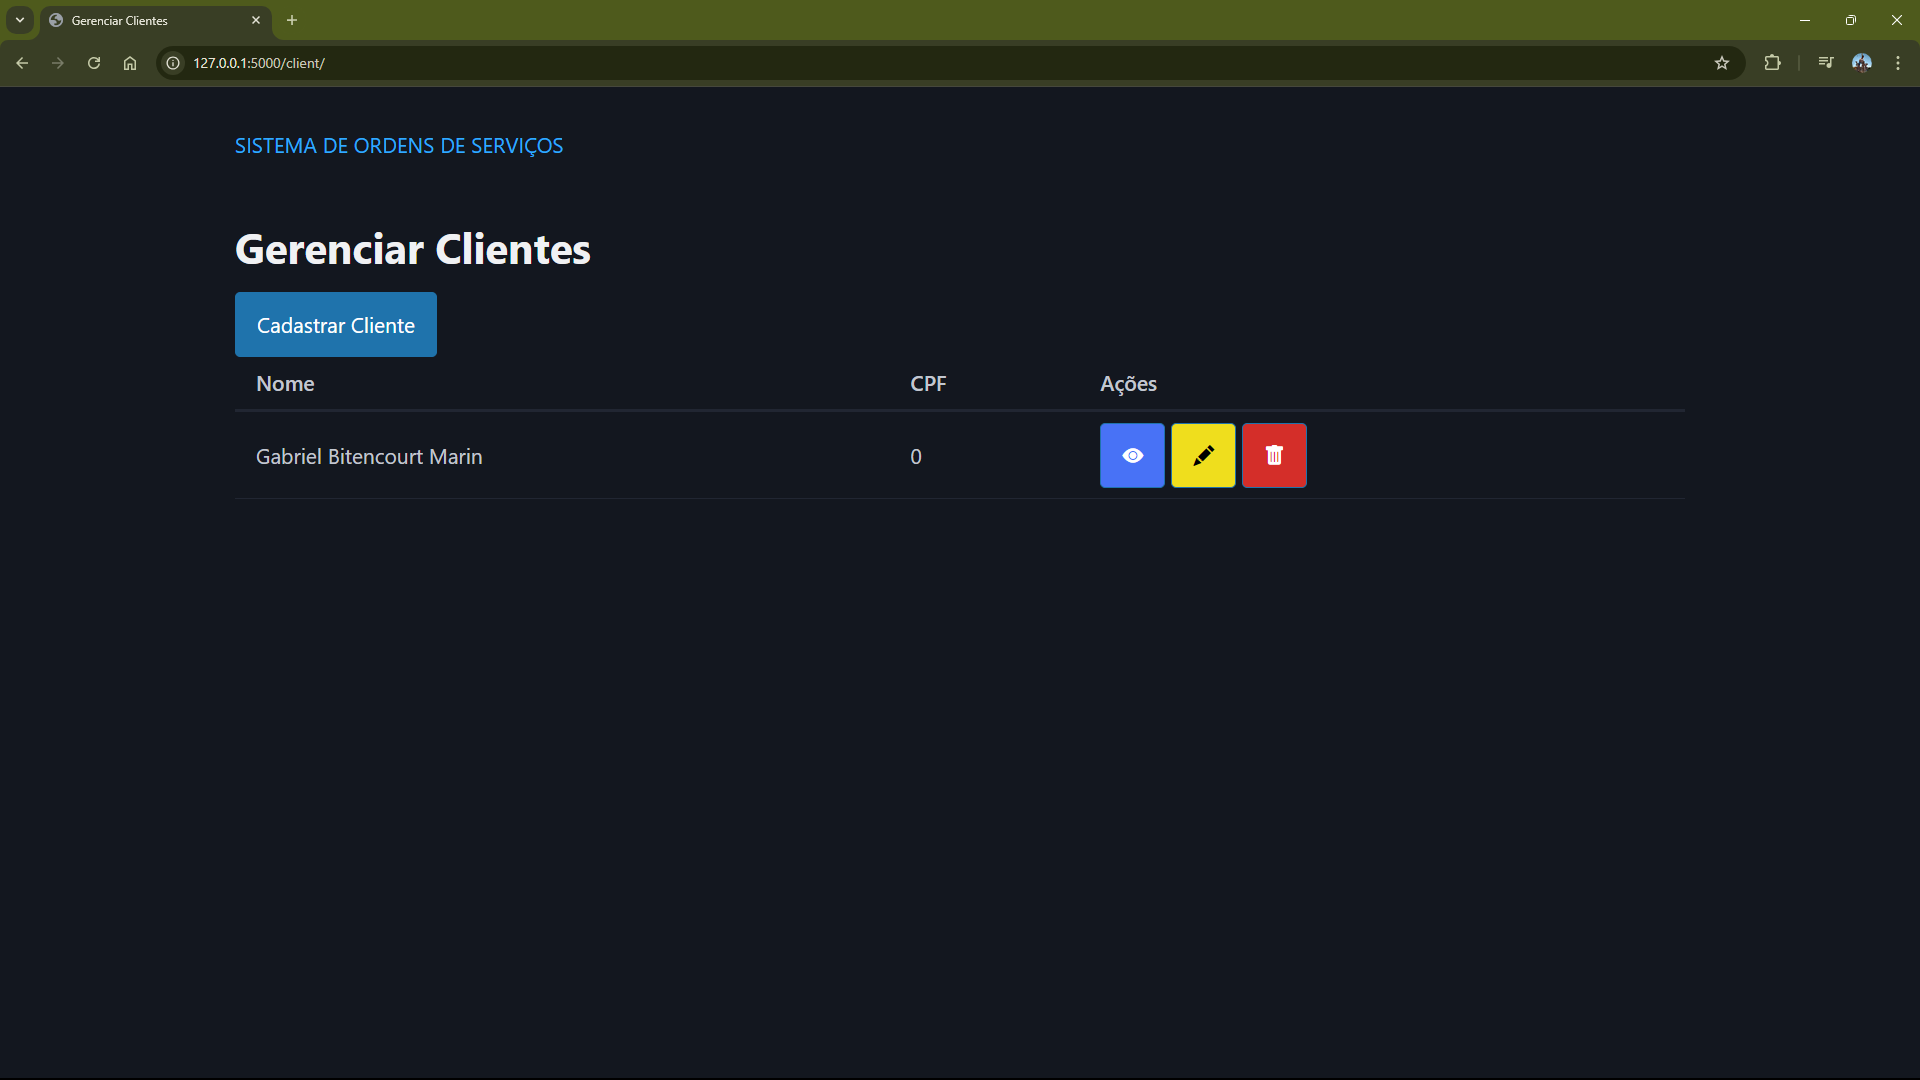 Gerenciar Clientes
127.0.0.1:5000/client/
SISTEMA DE ORDENS DE SERVIÇOS
Gerenciar Clientes
Cadastrar Cliente
Nome CPF Ações
Gabriel Bitencourt Marin 0